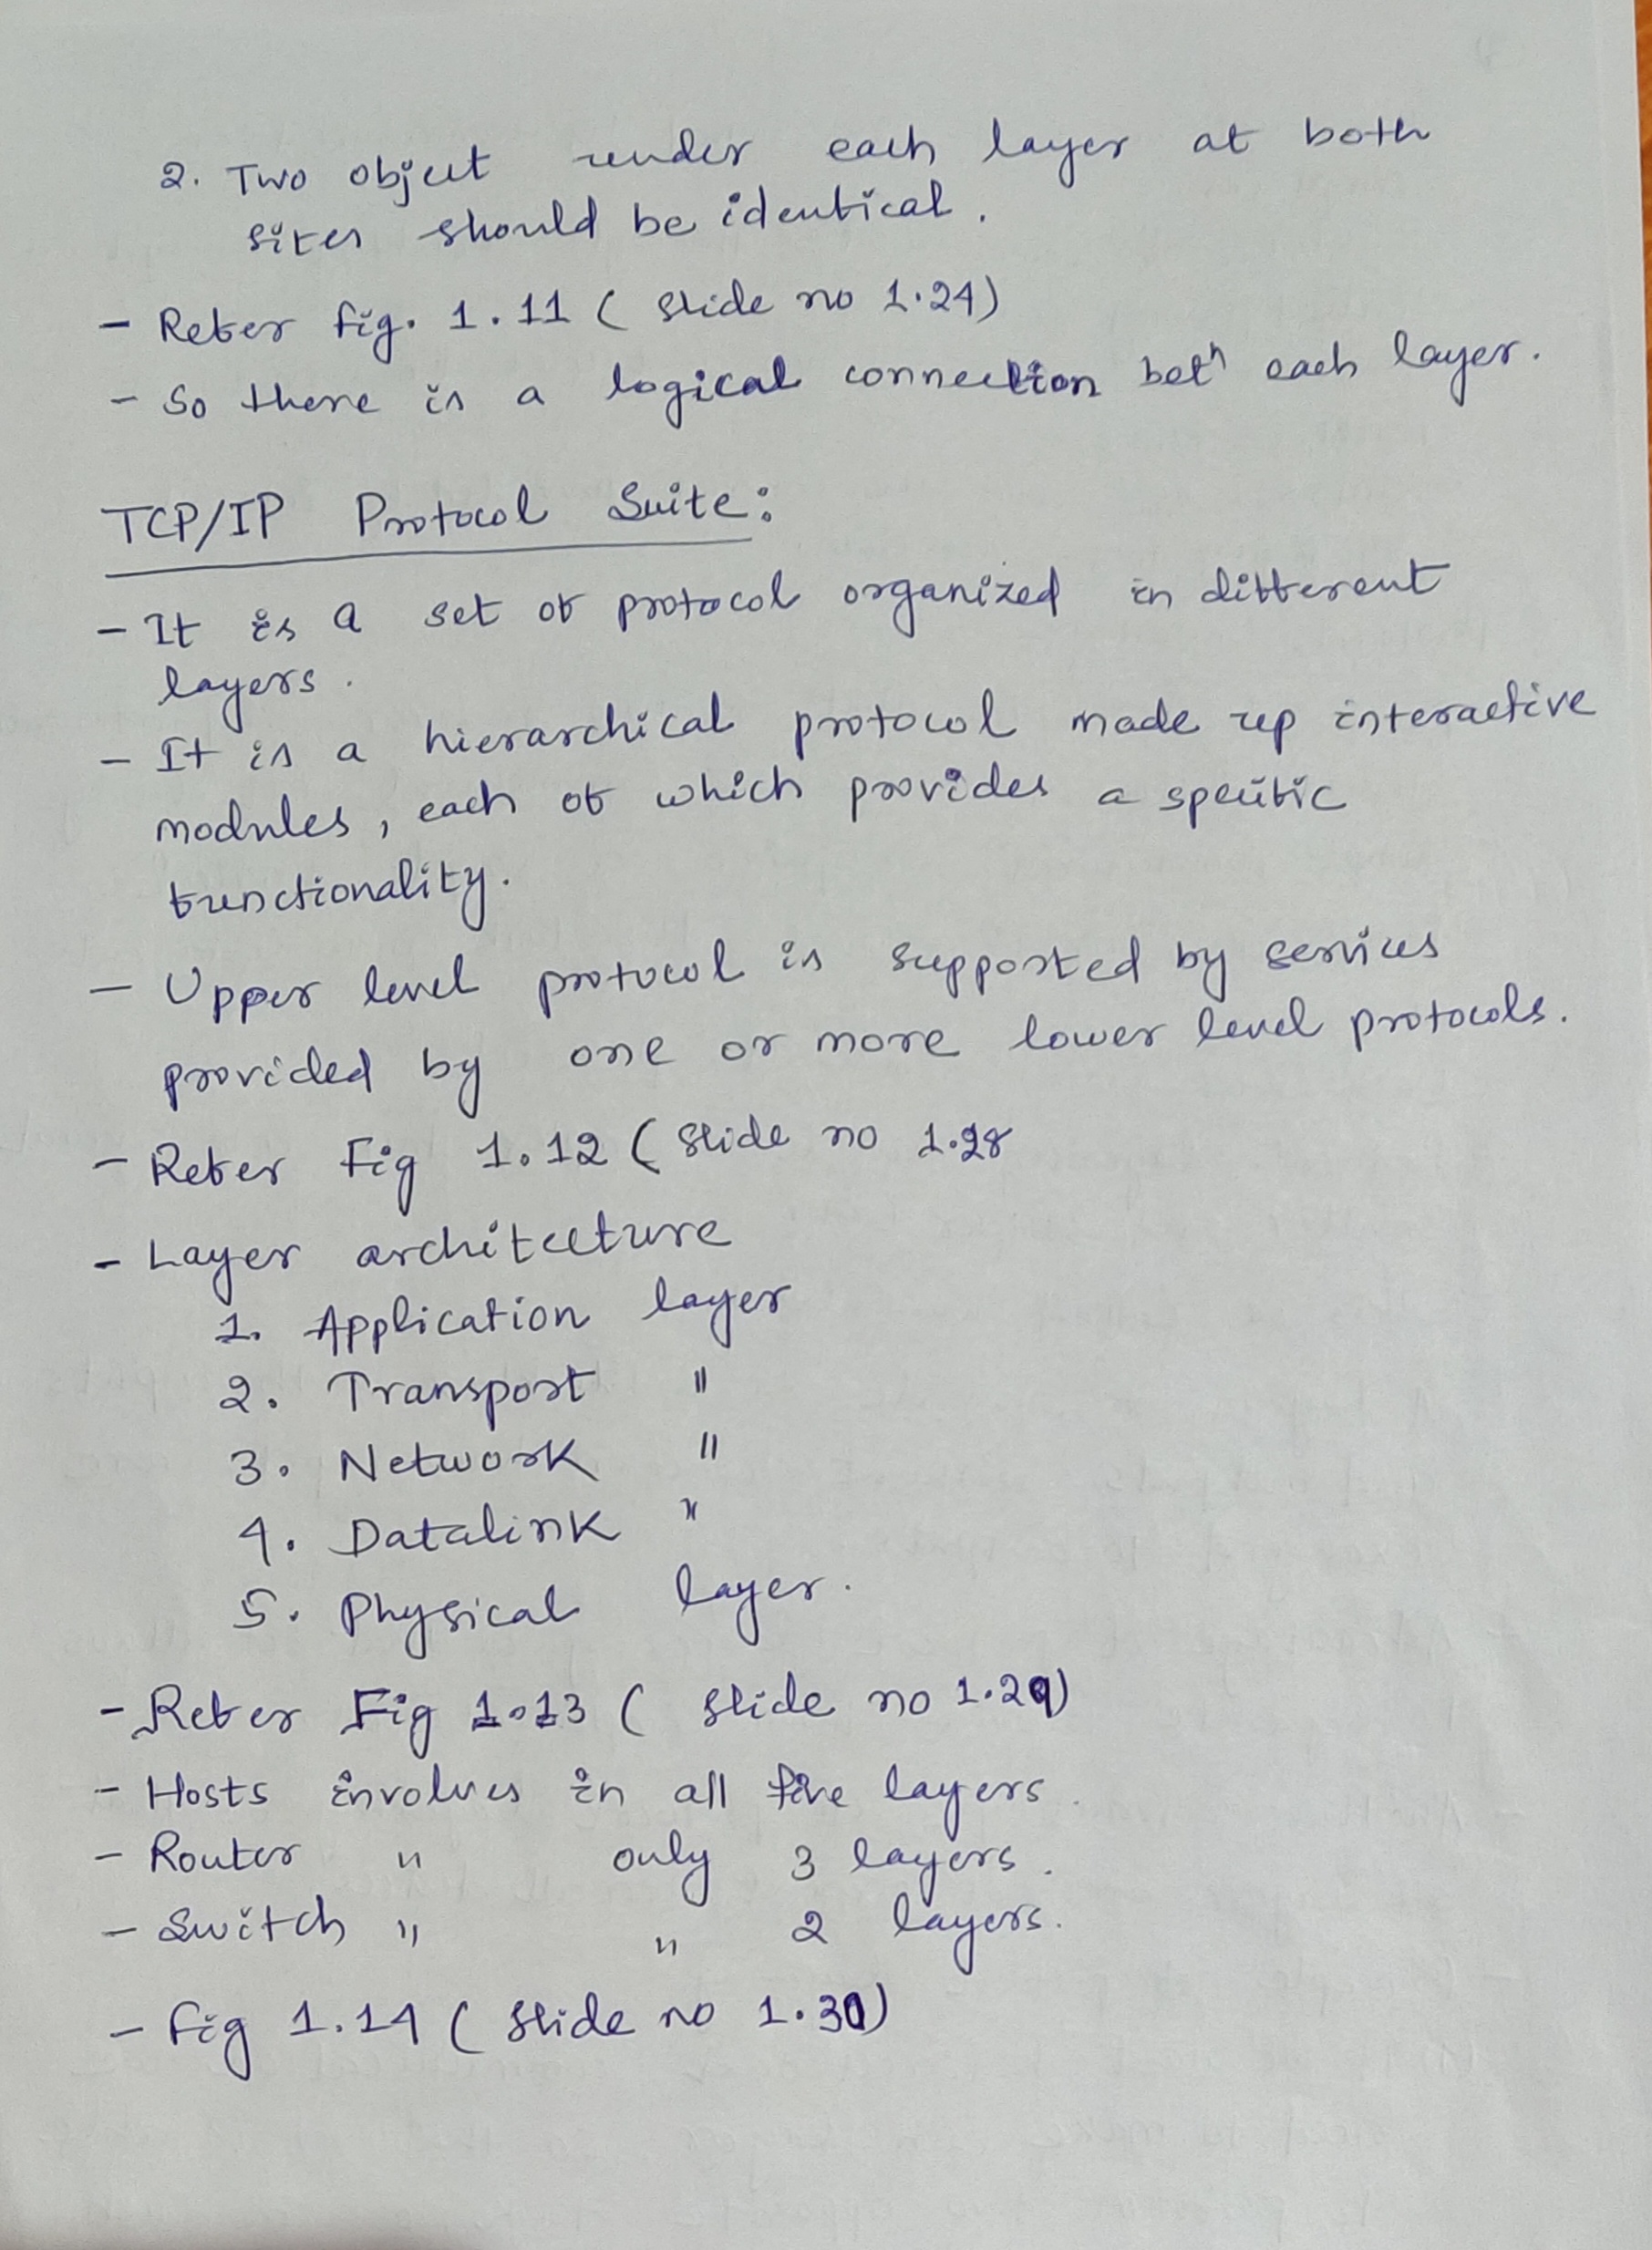 2. Two object under each layer at both
sites should be identical.
- Refer fig. 1.11 ( Slide no 1.24)
- So there is a logical connection betⁿ each layer.
TCP/IP Protocol Suite:
- It is a set of protocol organized in different
layers.
- It is a hierarchical protocol made up interactive
modules, each of which provides a specific
functionality.
- Upper level protocol is supported by services
provided by one or more lower level protocols.
- Refer Fig 1.12 ( Slide no 1.28
- Layer architecture
1. Application layer
2. Transport "
3. Network "
4. Datalink "
5. Physical layer.
- Refer Fig 1.13 ( Slide no 1.29)
- Hosts involves in all five layers.
- Router " only 3 layers.
- Switch " " 2 layers.
- Fig 1.14 ( Slide no 1.30)